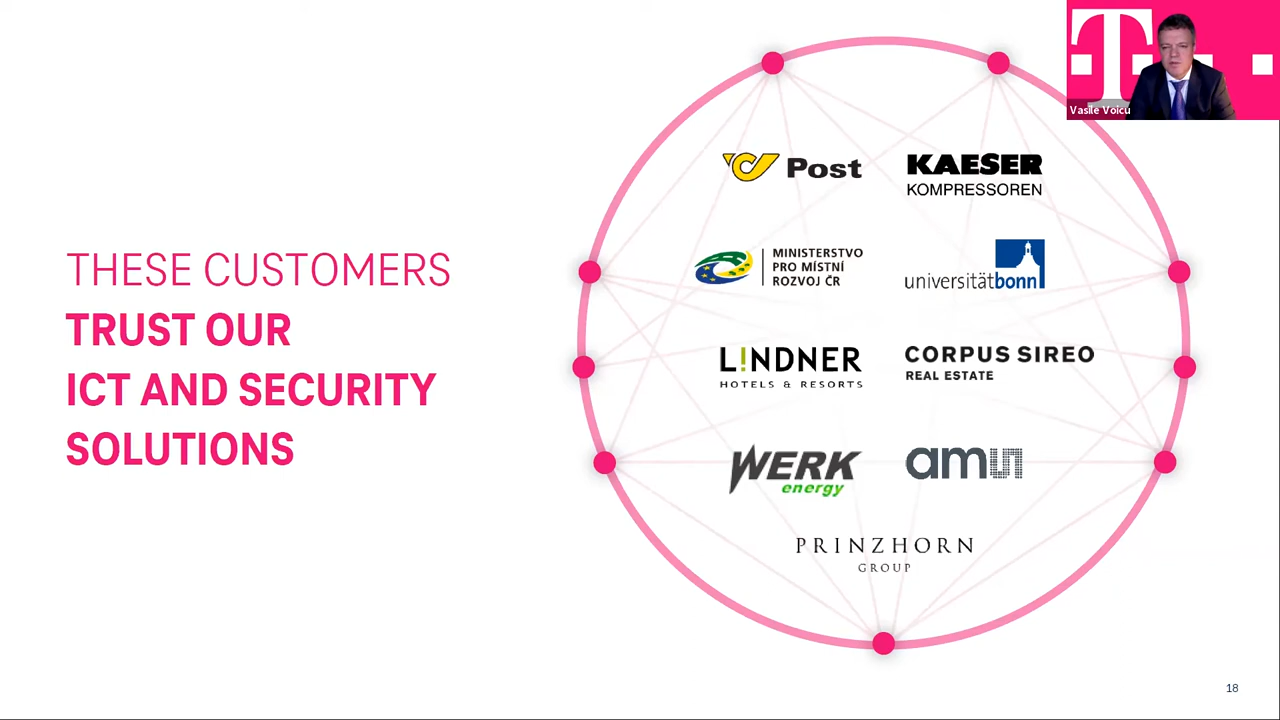 Vasile Voicu
THESE CUSTOMERS
TRUST OUR
ICT AND SECURITY
SOLUTIONS
Post
KAESER
KOMPRESSOREN
MINISTERSTVO
PRO MÍSTNÍ
ROZVOJ ČR
universitätbonn
L!NDNER
HOTELS & RESORTS
CORPUS SIREO
REAL ESTATE
WERK
energy
amu
PRINZHORN
GROUP
18